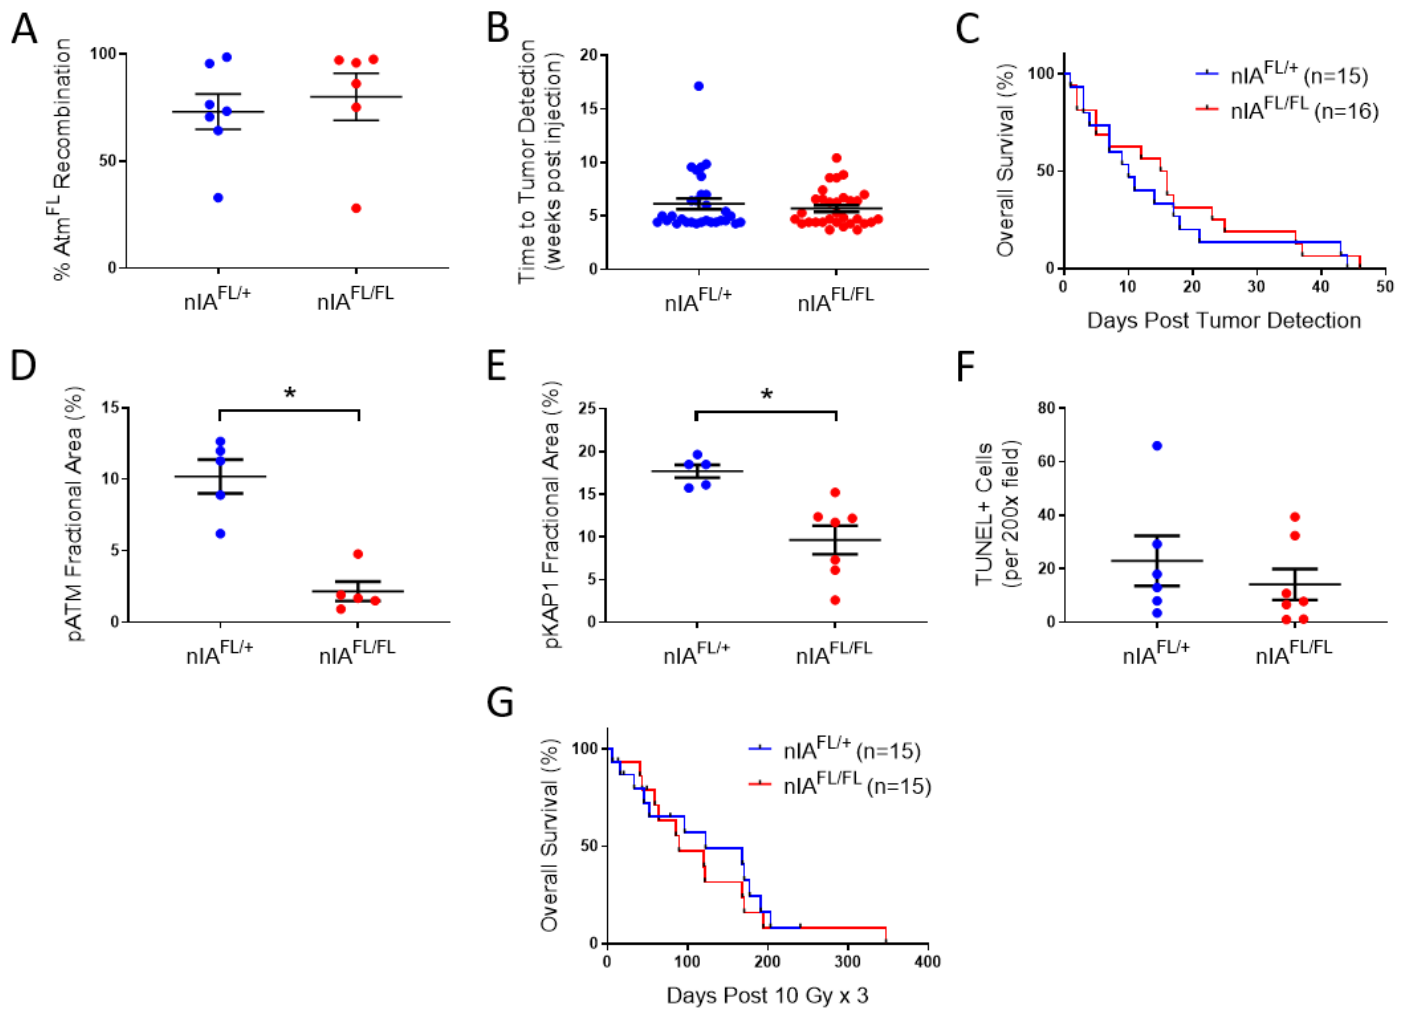 A
% Atm^FL Recombination
100
50
0
nIA^FL/+
nIA^FL/FL
B
Time to Tumor Detection
(weeks post injection)
20
15
10
5
0
nIA^FL/+
nIA^FL/FL
C
Overall Survival (%)
100
50
0
nIA^FL/+ (n=15)
nIA^FL/FL (n=16)
0 10 20 30 40 50
Days Post Tumor Detection
D
pATM Fractional Area (%)
15
10
5
0
*
nIA^FL/+
nIA^FL/FL
E
pKAP1 Fractional Area (%)
25
20
15
10
5
0
*
nIA^FL/+
nIA^FL/FL
F
TUNEL+ Cells
(per 200x field)
80
60
40
20
0
nIA^FL/+
nIA^FL/FL
G
Overall Survival (%)
100
50
0
nIA^FL/+ (n=15)
nIA^FL/FL (n=15)
0 100 200 300 400
Days Post 10 Gy x 3